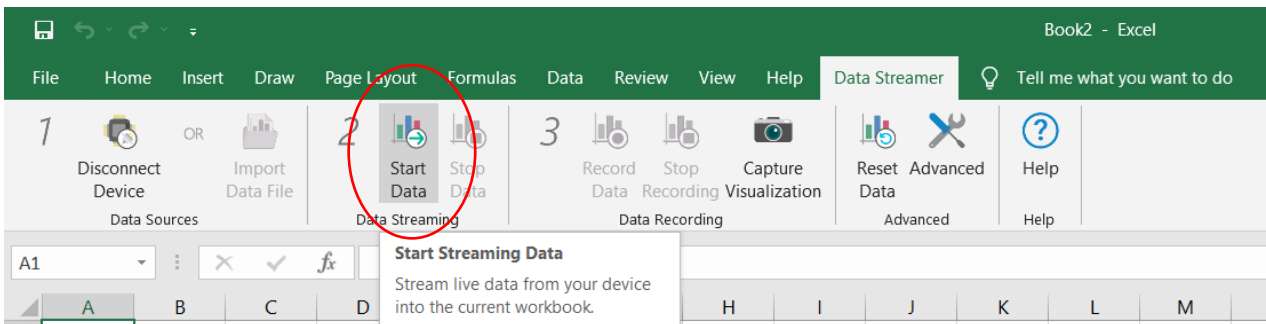 Book2 - Excel
File Home Insert Draw Page Layout Formulas Data Review View Help Data Streamer Tell me what you want to do
1 OR 2 3
Disconnect Device
Import Data File
Start Data
Stop Data
Record Data
Stop Recording
Capture Visualization
Reset Data
Advanced
Help
Data Sources Data Streaming Data Recording Advanced Help
A1 fx
Start Streaming Data
Stream live data from your device
into the current workbook.
A B C D H I J K L M